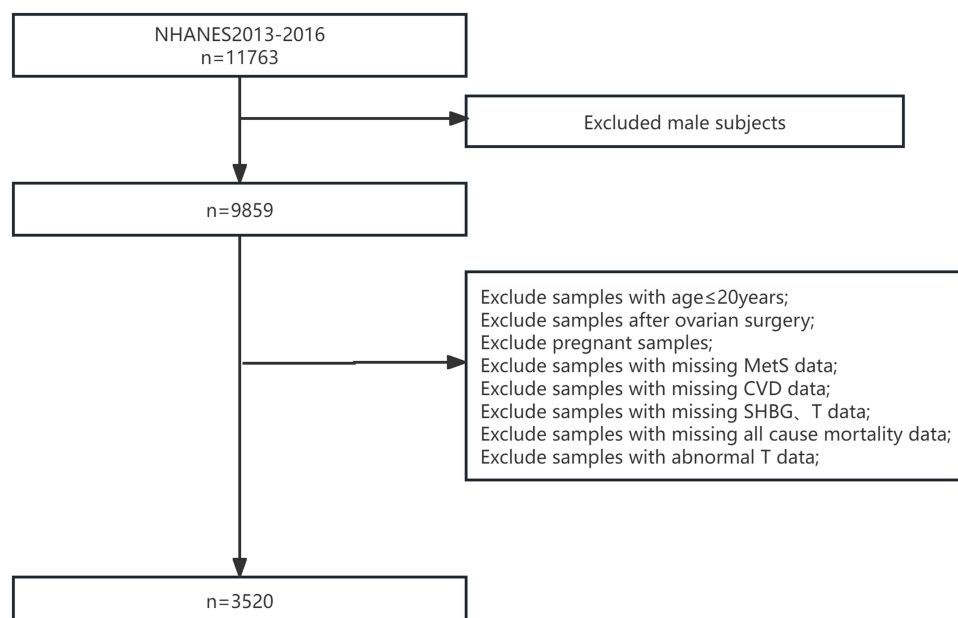 NHANES2013-2016
n=11763
Excluded male subjects
n=9859
Exclude samples with age≤20years;
Exclude samples after ovarian surgery;
Exclude pregnant samples;
Exclude samples with missing MetS data;
Exclude samples with missing CVD data;
Exclude samples with missing SHBG、T data;
Exclude samples with missing all cause mortality data;
Exclude samples with abnormal T data;
n=3520